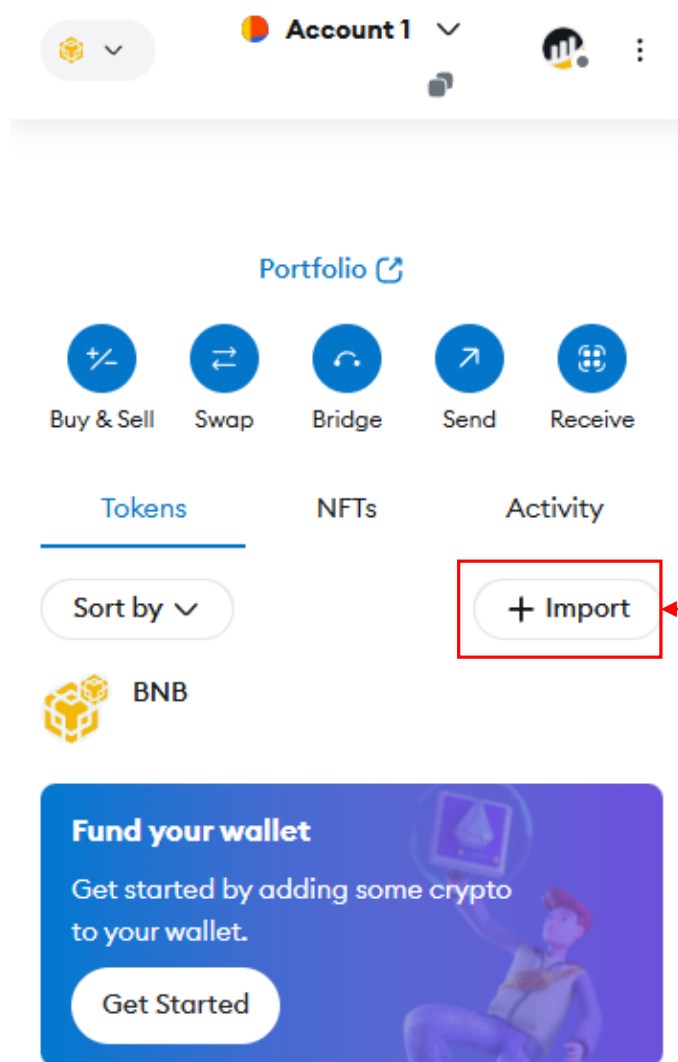 Account 1
Portfolio
Buy & Sell Swap Bridge Send Receive
Tokens NFTs Activity
Sort by + Import
BNB
Fund your wallet
Get started by adding some crypto
to your wallet.
Get Started